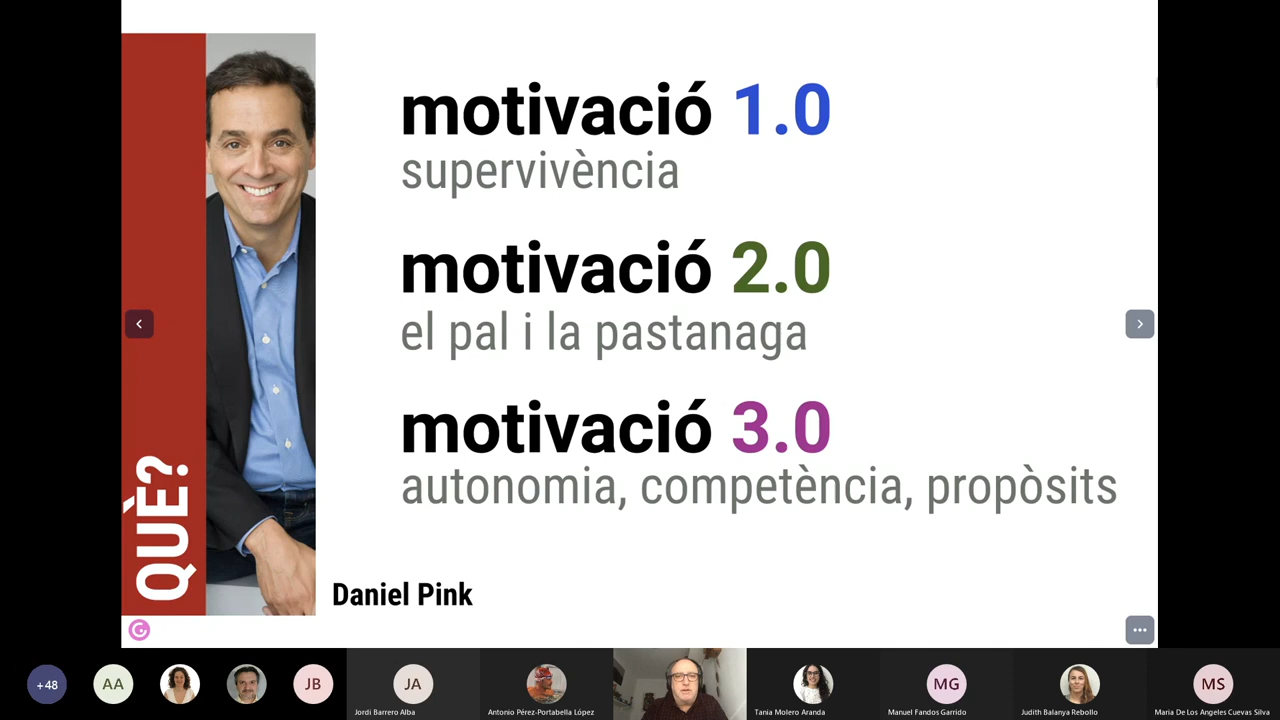 QUÈ?
motivació 1.0
supervivència
motivació 2.0
el pal i la pastanaga
motivació 3.0
autonomia, competència, propòsits
Daniel Pink
+48
AA
JB
JA
Jordi Barrero Alba
Antonio Pérez-Portabella López
Tania Molero Aranda
MG
Manuel Fandos Garrido
Judith Balanya Rebollo
MS
Maria De Los Angeles Cuevas Silva